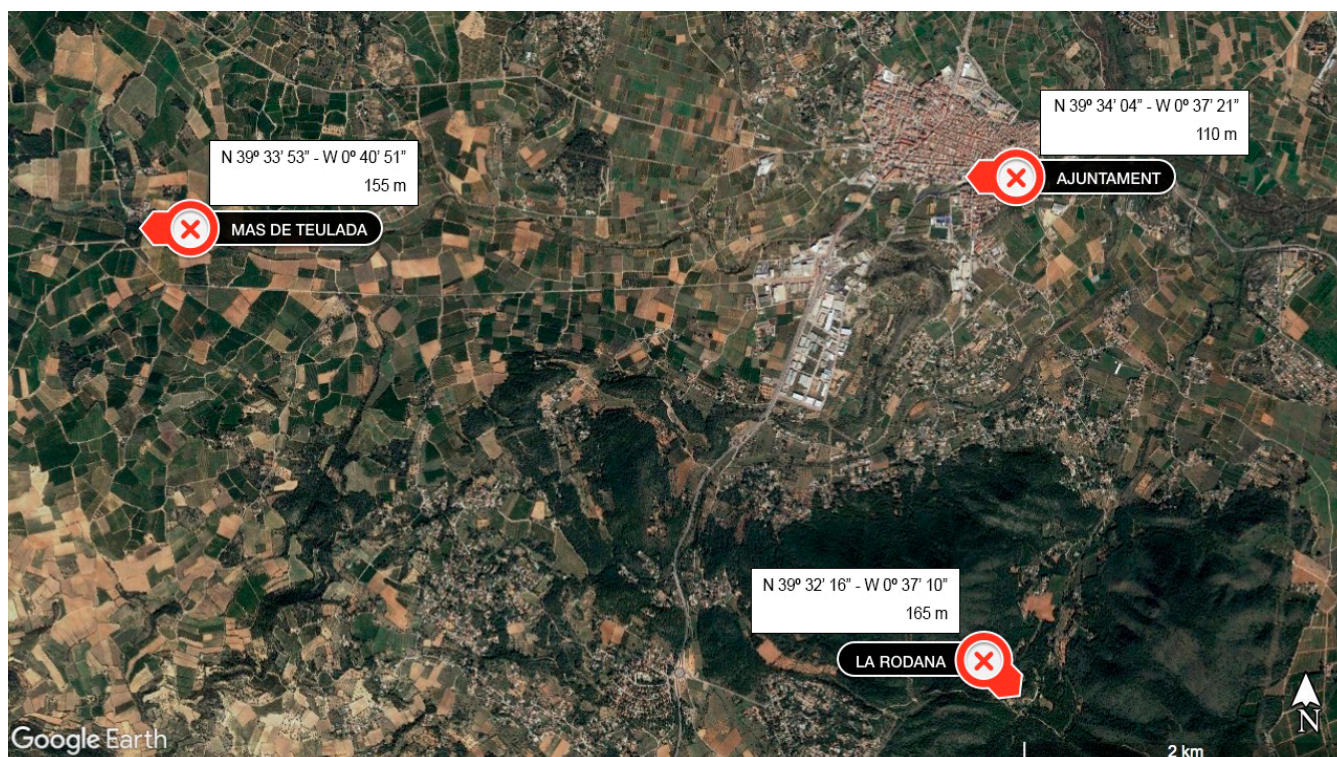 N 39º 34’ 04” - W 0º 37’ 21”
110 m
AJUNTAMENT
N 39º 33’ 53” - W 0º 40’ 51”
155 m
MAS DE TEULADA
N 39º 32’ 16” - W 0º 37’ 10”
165 m
LA RODANA
N
Google Earth
2 km